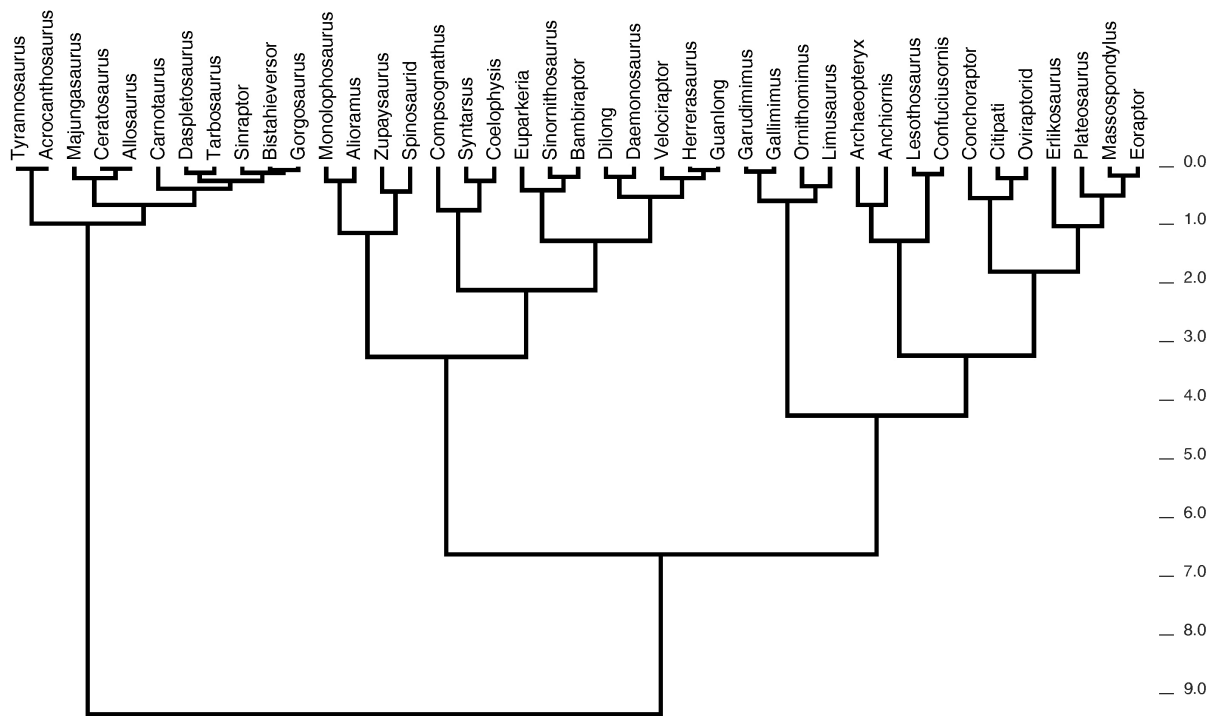 Tyrannosaurus
Acrocanthosaurus
Majungasaurus
Ceratosaurus
Allosaurus
Carnotaurus
Daspletosaurus
Tarbosaurus
Sinraptor
Bistahieversor
Gorgosaurus
Monolophosaurus
Alioramus
Zupaysaurus
Spinosaurid
Compsognathus
Syntarsus
Coelophysis
Euparkeria
Sinornithosaurus
Bambiraptor
Dilong
Daemonosaurus
Velociraptor
Herrerasaurus
Guanlong
Garudimimus
Gallimimus
Ornithomimus
Limusaurus
Archaeopteryx
Anchiornis
Lesothosaurus
Confuciusornis
Conchoraptor
Citipati
Oviraptorid
Erlikosaurus
Plateosaurus
Massospondylus
Eoraptor
0.0
1.0
2.0
3.0
4.0
5.0
6.0
7.0
8.0
9.0